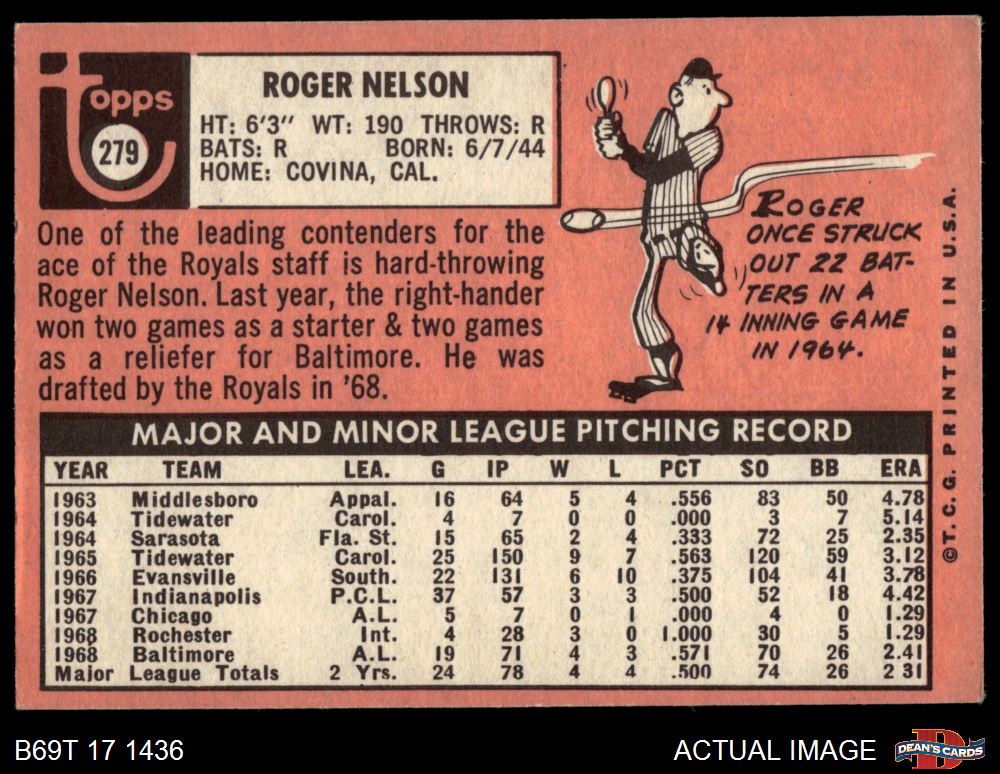 Topps
279
ROGER NELSON
HT: 6'3" WT: 190 THROWS: R
BATS: R BORN: 6/7/44
HOME: COVINA, CAL.
One of the leading contenders for the
ace of the Royals staff is hard-throwing
Roger Nelson. Last year, the right-hander
won two games as a starter & two games
as a reliefer for Baltimore. He was
drafted by the Royals in '68.
ROGER
ONCE STRUCK
OUT 22 BAT-
TERS IN A
14 INNING GAME
IN 1964.
©T. C. G. PRINTED IN U.S.A.
MAJOR AND MINOR LEAGUE PITCHING RECORD
YEAR TEAM LEA. G IP W L PCT SO BB ERA
1963 Middlesboro Appal. 16 64 5 4 .556 83 50 4.78
1964 Tidewater Carol. 4 7 0 0 .000 3 7 5.14
1964 Sarasota Fla. St. 15 65 2 4 .333 72 25 2.35
1965 Tidewater Carol. 25 150 9 7 .563 120 59 3.12
1966 Evansville South. 22 131 6 10 .375 104 41 3.78
1967 Indianapolis P.C.L. 37 57 3 3 .500 52 18 4.42
1967 Chicago A.L. 5 7 0 1 .000 4 0 1.29
1968 Rochester Int. 4 28 3 0 1.000 30 5 1.29
1968 Baltimore A.L. 19 71 4 3 .571 70 26 2.41
Major League Totals 2 Yrs. 24 78 4 4 .500 74 26 2 31
B69T 17 1436
ACTUAL IMAGE
D
DEAN'S CARDS